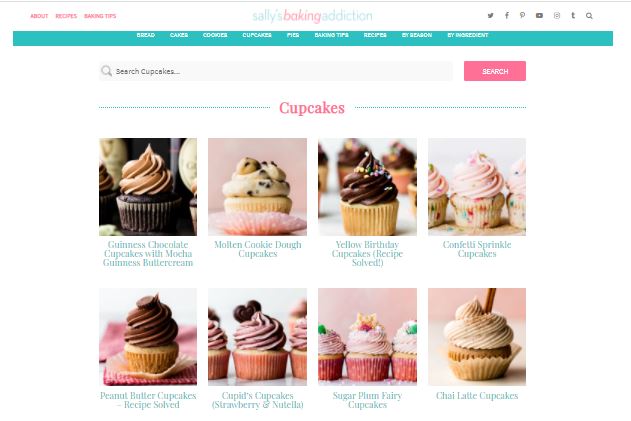 ABOUT RECIPES BAKING TIPS
sally'sbakingaddiction
BREAD CAKES COOKIES CUPCAKES PIES BAKING TIPS RECIPES BY SEASON BY INGREDIENT
Search Cupcakes...
SEARCH
Cupcakes
Guinness Chocolate
Cupcakes with Mocha
Guinness Buttercream
Molten Cookie Dough
Cupcakes
Yellow Birthday
Cupcakes (Recipe
Solved!)
Confetti Sprinkle
Cupcakes
Peanut Butter Cupcakes
– Recipe Solved
Cupid's Cupcakes
(Strawberry & Nutella)
Sugar Plum Fairy
Cupcakes
Chai Latte Cupcakes